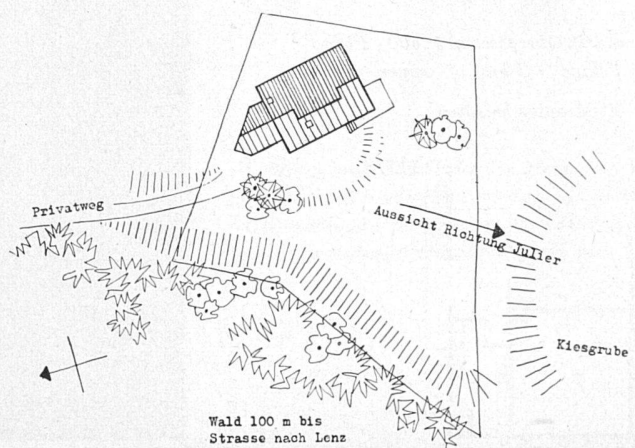 Privatweg
Aussicht Richtung Julier
Kiesgrube
Wald 100 m bis
Strasse nach Lenz